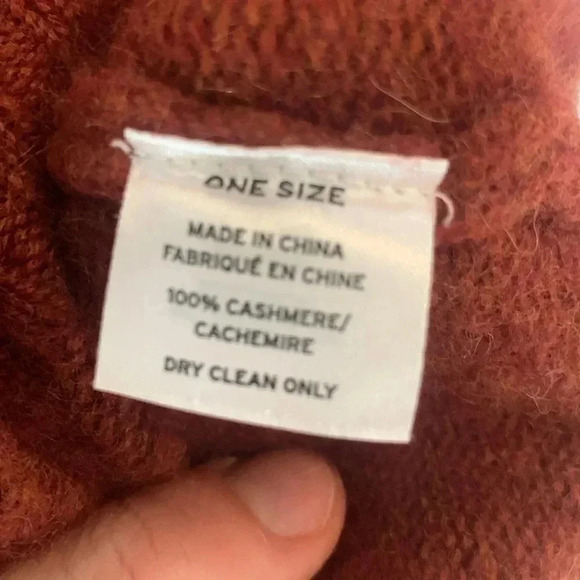 ONE SIZE
MADE IN CHINA
FABRIQUÉ EN CHINE
100% CASHMERE/
CACHEMIRE
DRY CLEAN ONLY